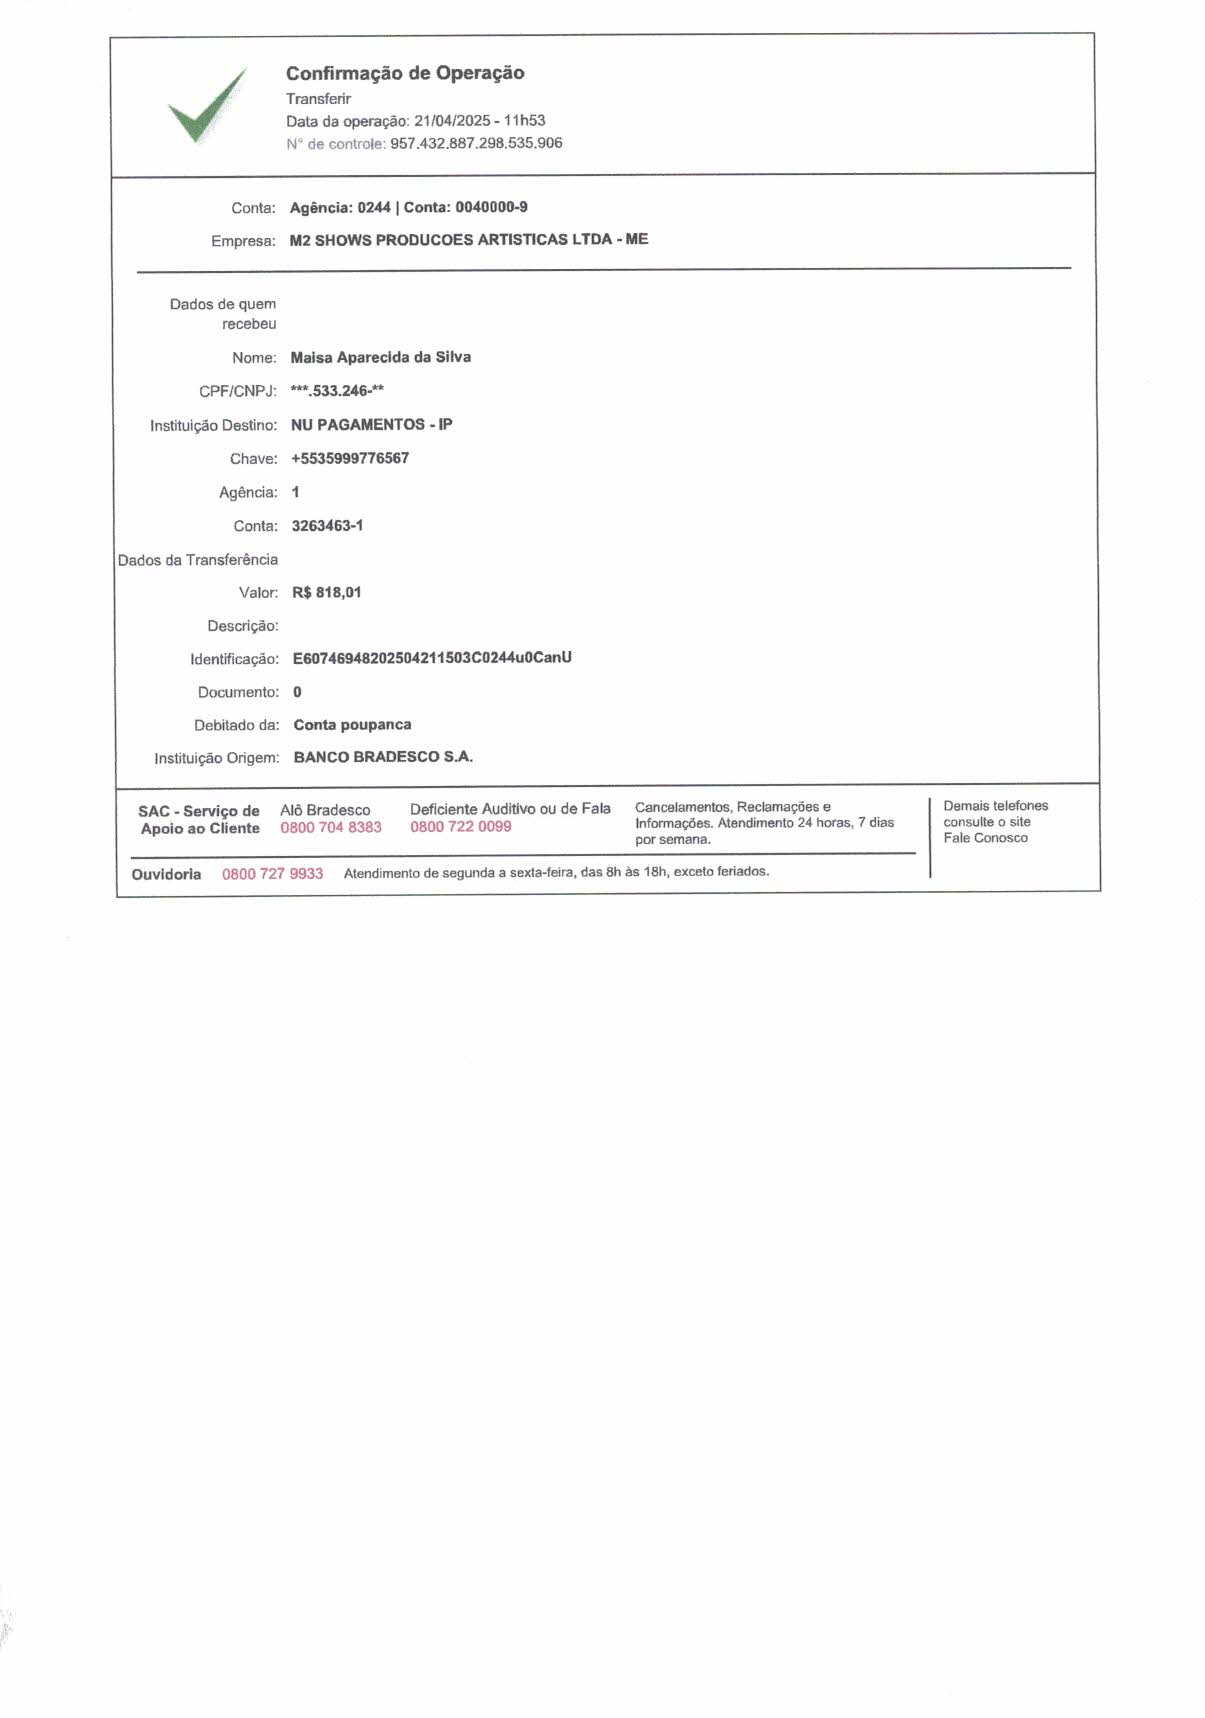 Confirmação de Operação
Transferir
Data da operação: 21/04/2025 - 11h53
N° de controle: 957.432.887.298.535.906
Conta: Agência: 0244 | Conta: 0040000-9
Empresa: M2 SHOWS PRODUCOES ARTISTICAS LTDA - ME
Dados de quem
recebeu
Nome: Maisa Aparecida da Silva
CPF/CNPJ: ***.533.246-**
Instituição Destino: NU PAGAMENTOS - IP
Chave: +5535999776567
Agência: 1
Conta: 3263463-1
Dados da Transferência
Valor: R$ 818,01
Descrição:
Identificação: E60746948202504211503C0244u0CanU
Documento: 0
Debitado da: Conta poupanca
Instituição Origem: BANCO BRADESCO S.A.
SAC - Serviço de
Apoio ao Cliente
Alô Bradesco
0800 704 8383
Deficiente Auditivo ou de Fala
0800 722 0099
Cancelamentos, Reclamações e
Informações. Atendimento 24 horas, 7 dias
por semana.
Demais telefones
consulte o site
Fale Conosco
Ouvidoria 0800 727 9933 Atendimento de segunda a sexta-feira, das 8h às 18h, exceto feriados.